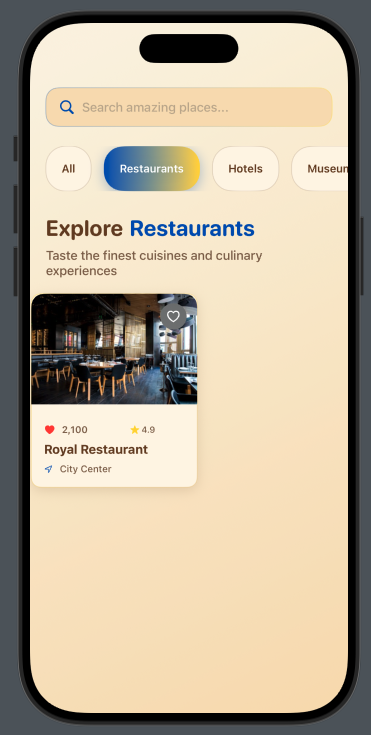 Search amazing places...
All
Restaurants
Hotels
Museum
Explore Restaurants
Taste the finest cuisines and culinary
experiences
2,100
4.9
Royal Restaurant
City Center